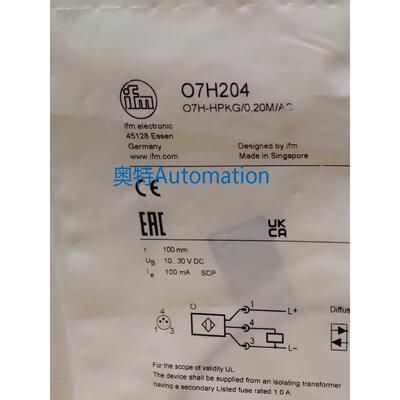 ifm
O7H204
O7H-HPKG/0,20M/AS
ifm electronic
45128 Essen
Germany
www.ifm.com
Designed by ifm
Made in Singapore
奥特Automation
CE
EAC
UK
CA
r: 100 mm
UB 10...30 V DC
Ie: 100 mA SCP
O
1 L+
4
3 L-
4
1 3
Diffus
For the scope of validity UL
The device shall be supplied from an isolating transformer
having a secondary Listed fuse rated 1.0 A.